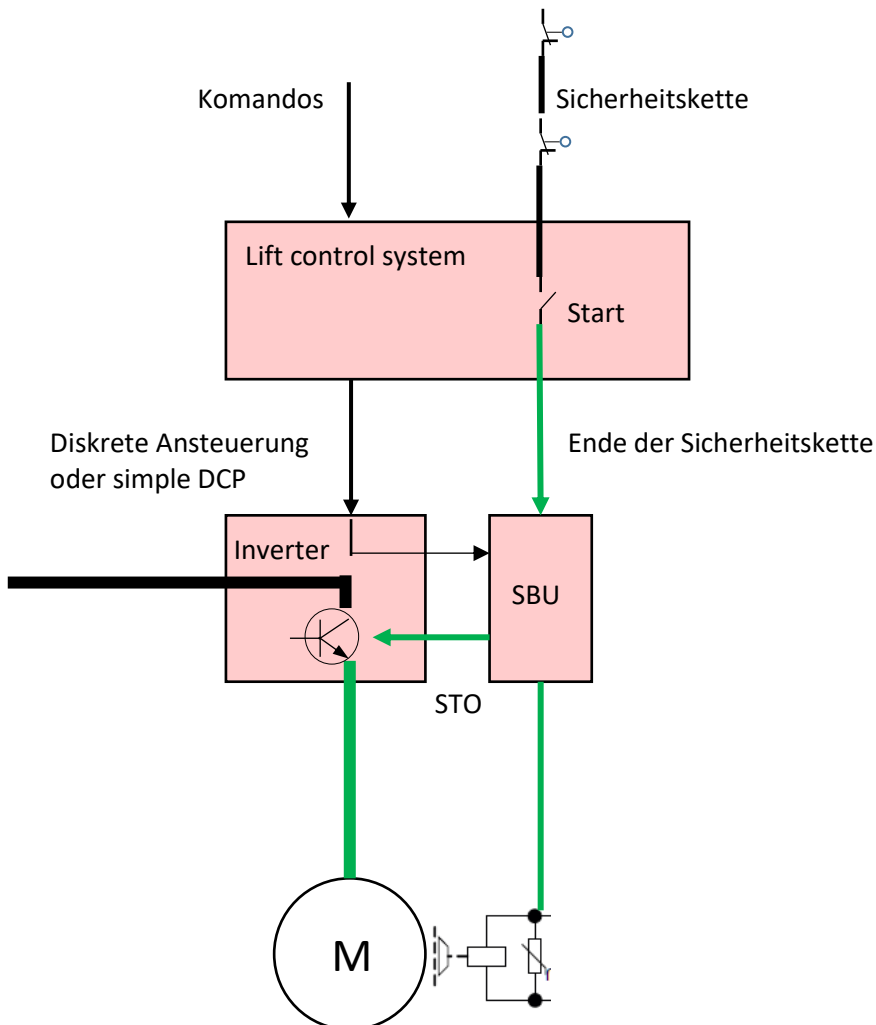 Komandos
Sicherheitskette
Lift control system
Start
Diskrete Ansteuerung
oder simple DCP
Ende der Sicherheitskette
Inverter
SBU
STO
M